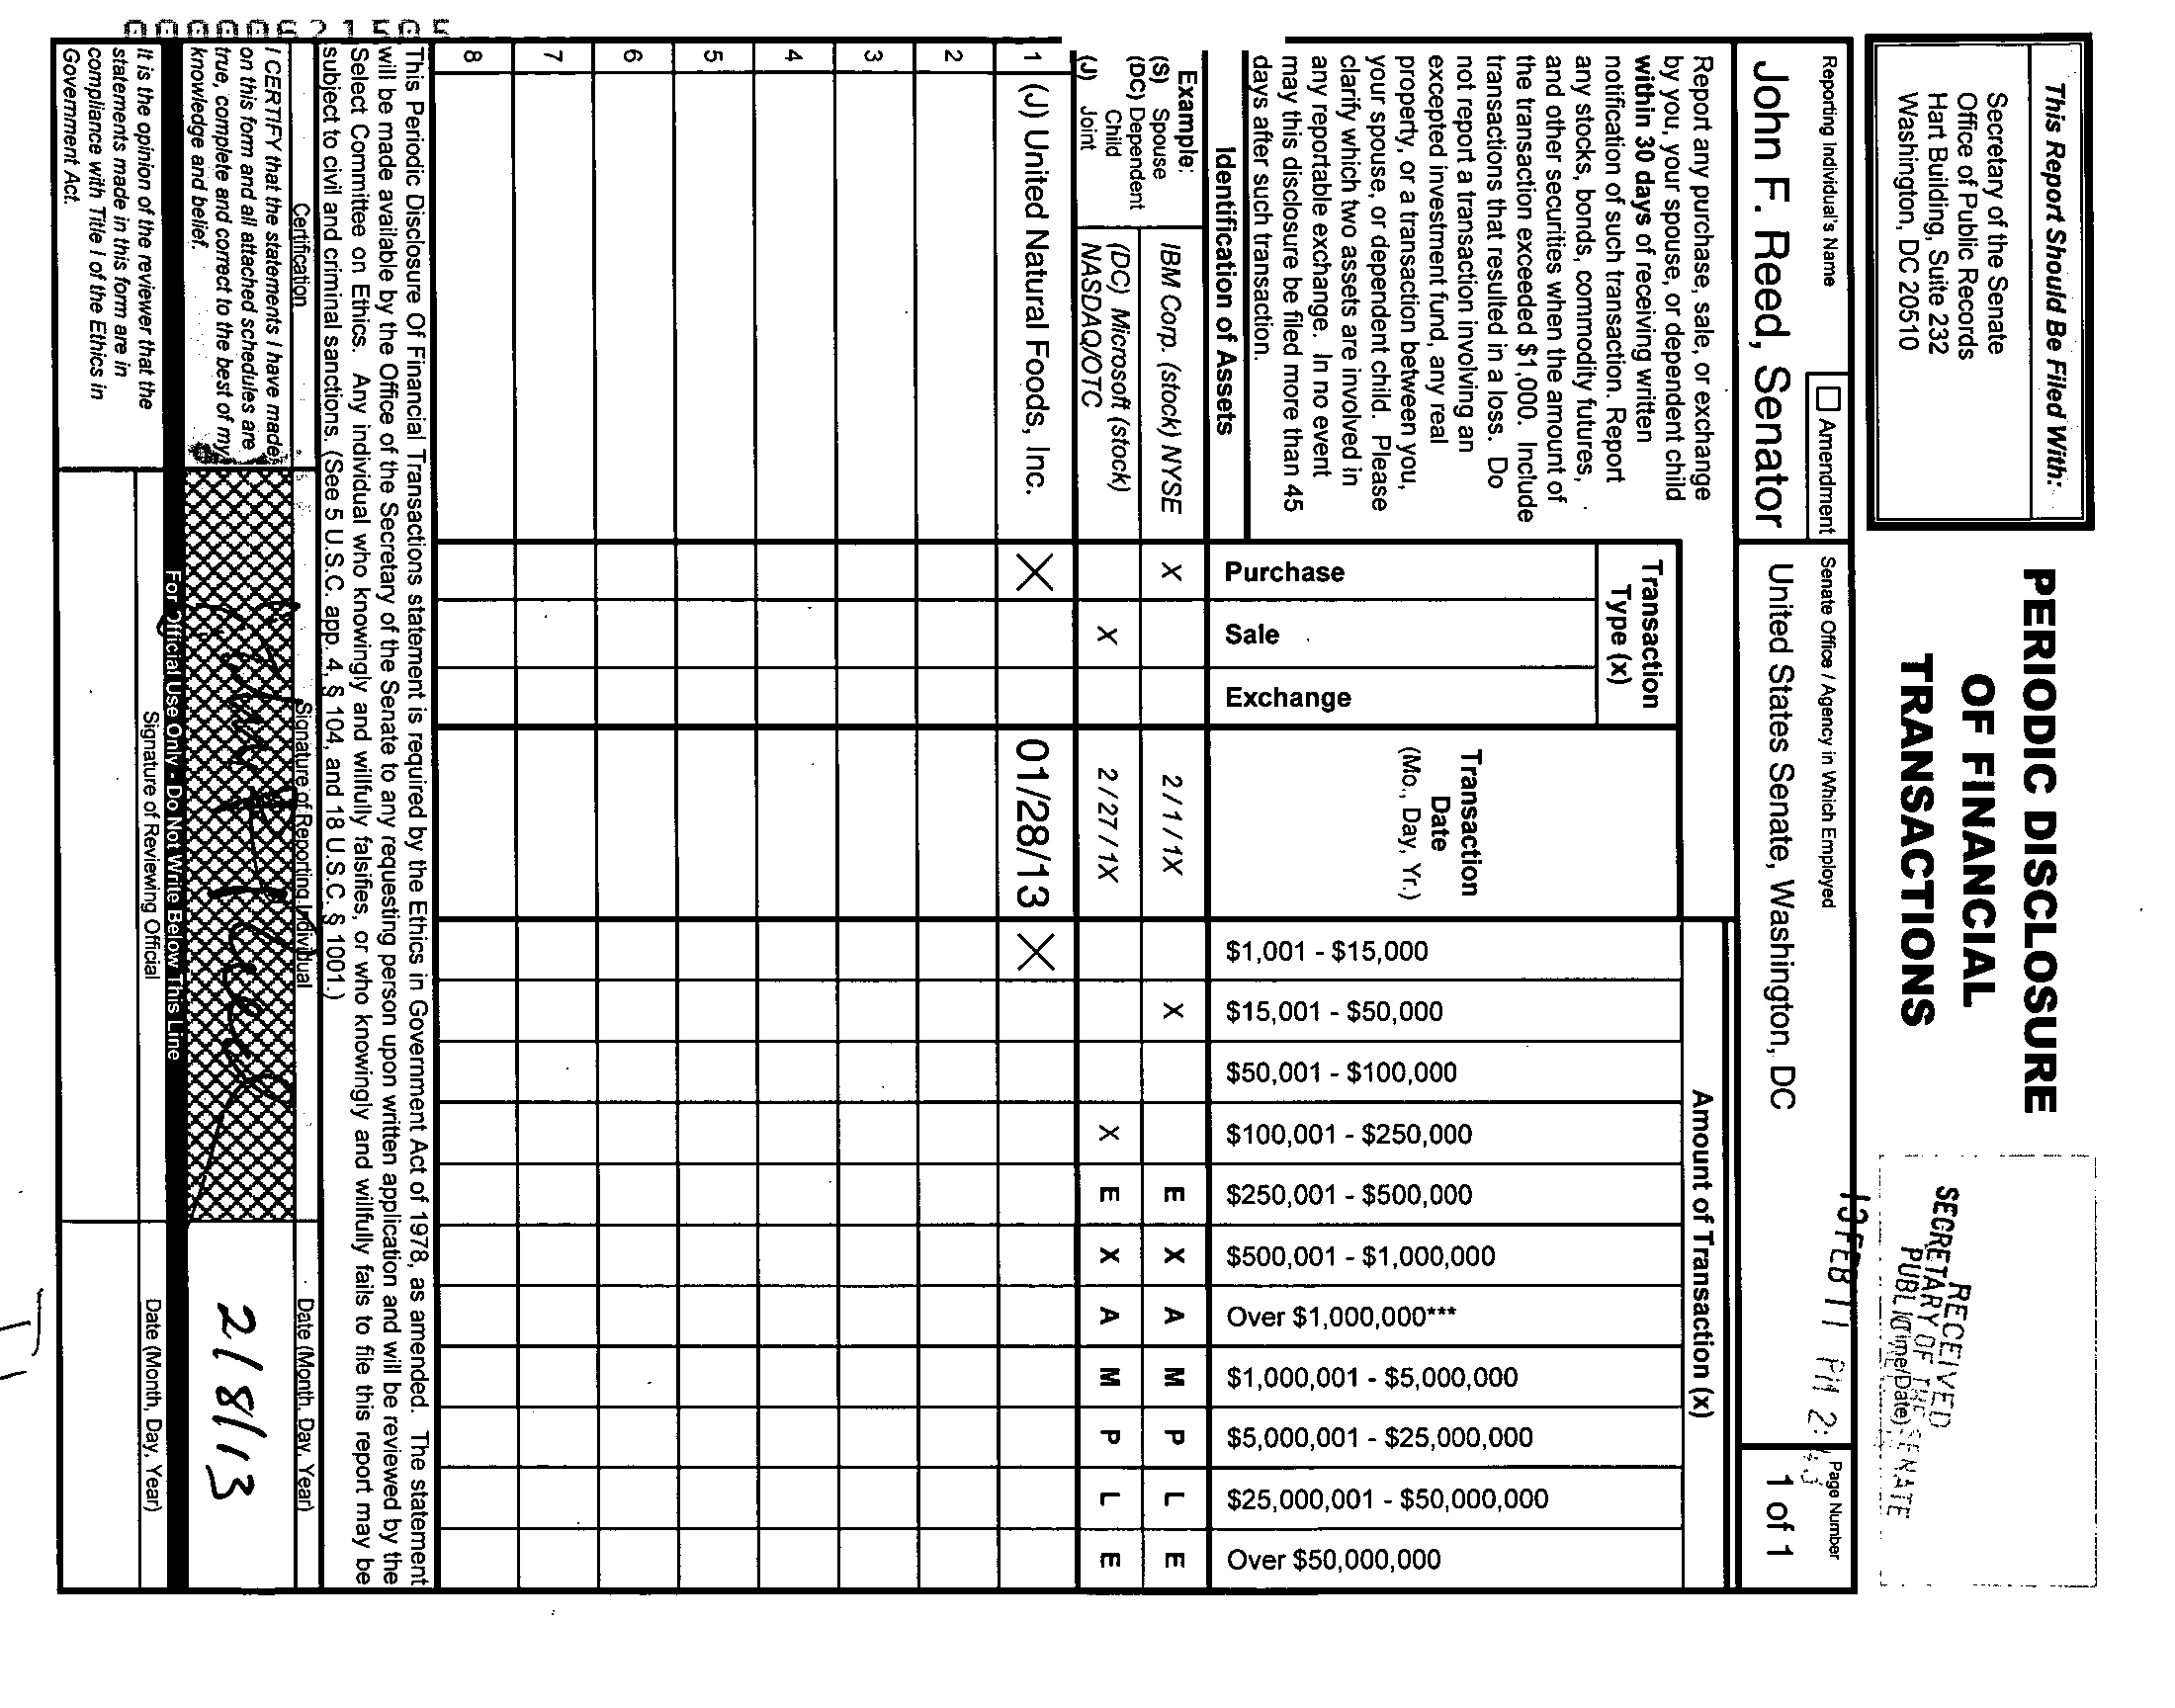 This Report Should Be Filed With:
Secretary of the Senate
Office of Public Records
Hart Building, Suite 232
Washington, DC 20510
PERIODIC DISCLOSURE
OF FINANCIAL
TRANSACTIONS
RECEIVED
SECRETARY OF THE SENATE
PUBLIC
(Time/Date)
13 FEB 11 PM 2:43
Reporting Individual's Name
Amendment
John F. Reed, Senator
Senate Office / Agency in Which Employed
United States Senate, Washington, DC
Page Number
1 of 1
Report any purchase, sale, or exchange
by you, your spouse, or dependent child
within 30 days of receiving written
notification of such transaction. Report
any stocks, bonds, commodity futures,
and other securities when the amount of
the transaction exceeded $1,000. Include
transactions that resulted in a loss. Do
not report a transaction involving an
excepted investment fund, any real
property, or a transaction between you,
your spouse, or dependent child. Please
clarify which two assets are involved in
any reportable exchange. In no event
may this disclosure be filed more than 45
days after such transaction.
Identification of Assets
Transaction
Type (x)
Purchase
Sale
Exchange
Transaction
Date
(Mo., Day, Yr.)
Amount of Transaction (x)
$1,001 - $15,000
$15,001 - $50,000
$50,001 - $100,000
$100,001 - $250,000
$250,001 - $500,000
$500,001 - $1,000,000
Over $1,000,000***
$1,000,001 - $5,000,000
$5,000,001 - $25,000,000
$25,000,001 - $50,000,000
Over $50,000,000
Example:
(S) Spouse
(DC) Dependent
Child
(J) Joint
IBM Corp. (stock) NYSE X 2 / 1 / 1X X E X A M P L E
(DC) Microsoft (stock)
NASDAQ/OTC X 2 / 27 / 1X X E X A M P L E
1 (J) United Natural Foods, Inc. X 01/28/13 X
2
3
4
5
6
7
8
This Periodic Disclosure Of Financial Transactions statement is required by the Ethics in Government Act of 1978, as amended. The statement
will be made available by the Office of the Secretary of the Senate to any requesting person upon written application and will be reviewed by the
Select Committee on Ethics. Any individual who knowingly and willfully falsifies, or who knowingly and willfully fails to file this report may be
subject to civil and criminal sanctions. (See 5 U.S.C. app. 4, § 104, and 18 U.S.C. § 1001.)
Certification
Signature of Reporting Individual
Date (Month, Day, Year)
I CERTIFY that the statements I have made
on this form and all attached schedules are
true, complete and correct to the best of my
knowledge and belief.
2/8/13
For Official Use Only - Do Not Write Below This Line
It is the opinion of the reviewer that the
statements made in this form are in
compliance with Title I of the Ethics in
Government Act.
Signature of Reviewing Official
Date (Month, Day, Year)